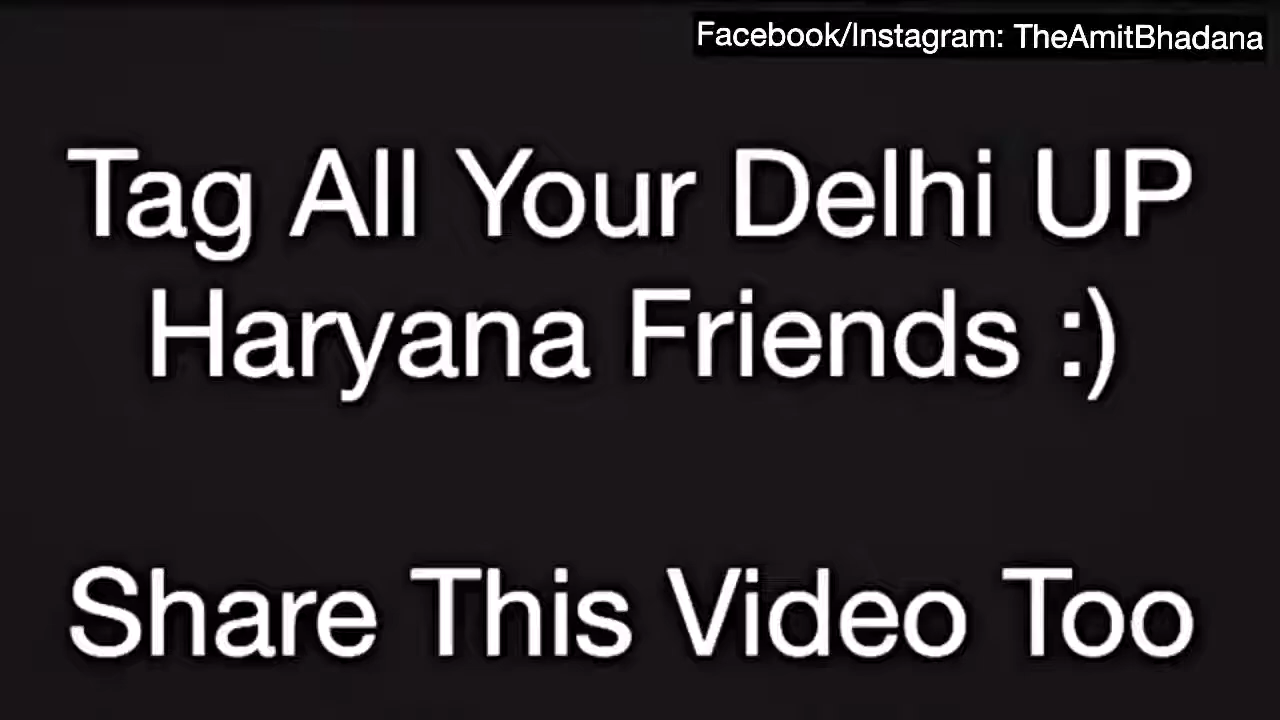 Facebook/Instagram: TheAmitBhadana
Tag All Your Delhi UP
Haryana Friends :)
Share This Video Too